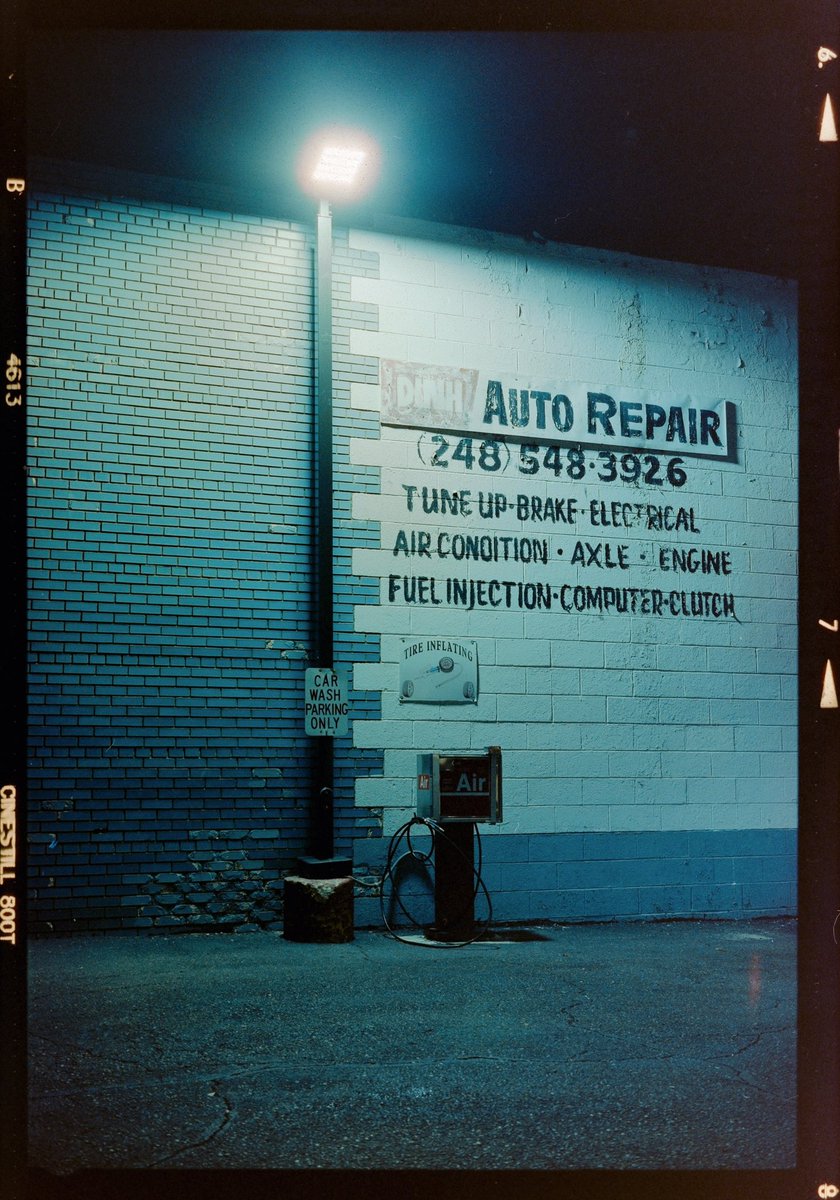 DINH AUTO REPAIR
(248) 548·3926
TUNE UP·BRAKE·ELECTRICAL
AIR CONDITION · AXLE · ENGINE
FUEL INJECTION·COMPUTER·CLUTCH
TIRE INFLATING
CAR
WASH
PARKING
ONLY
Air
Air
B
4613
CINESTILL 800T
6
7
8